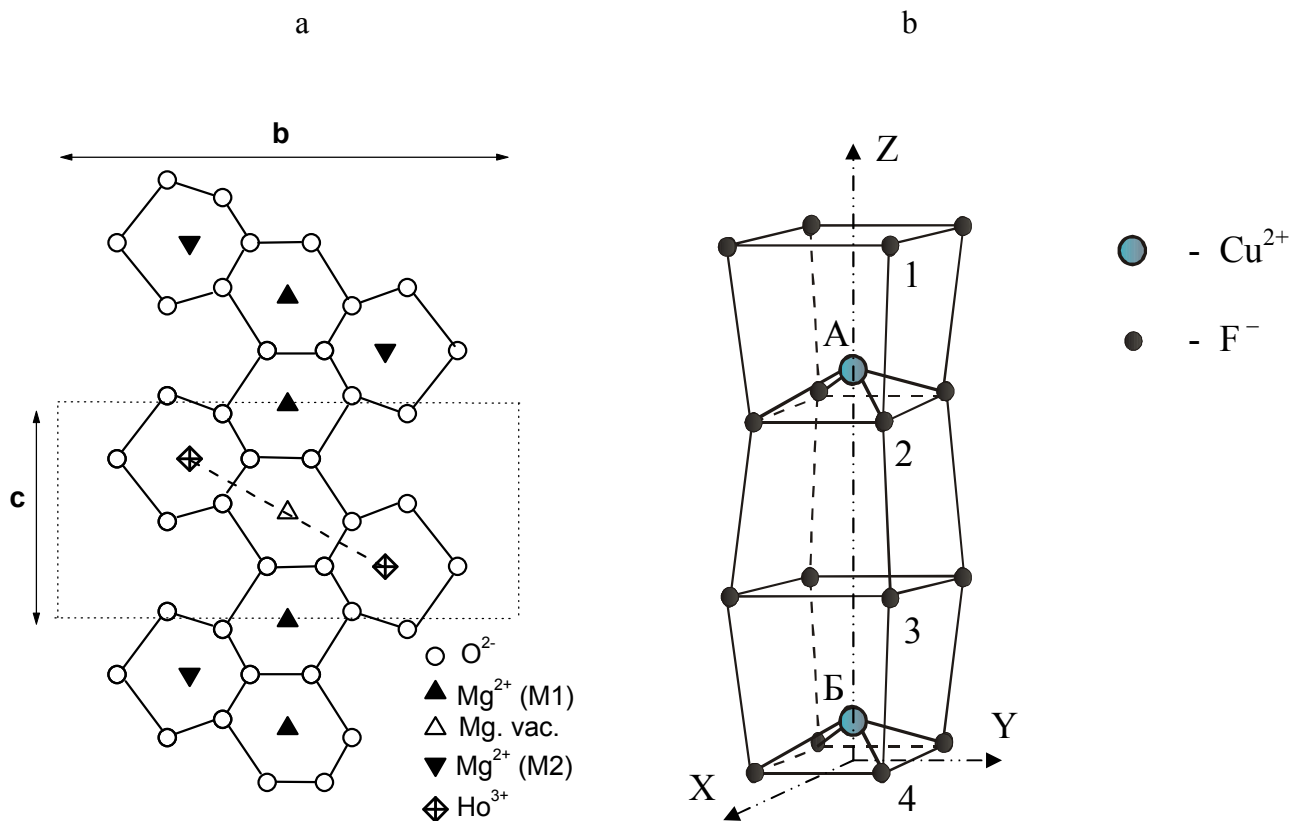 a
b
b
c
O²⁻
Mg²⁺ (M1)
Mg. vac.
Mg²⁺ (M2)
Ho³⁺
Z
1
А
2
3
Б
Y
X
4
- Cu²⁺
- F⁻